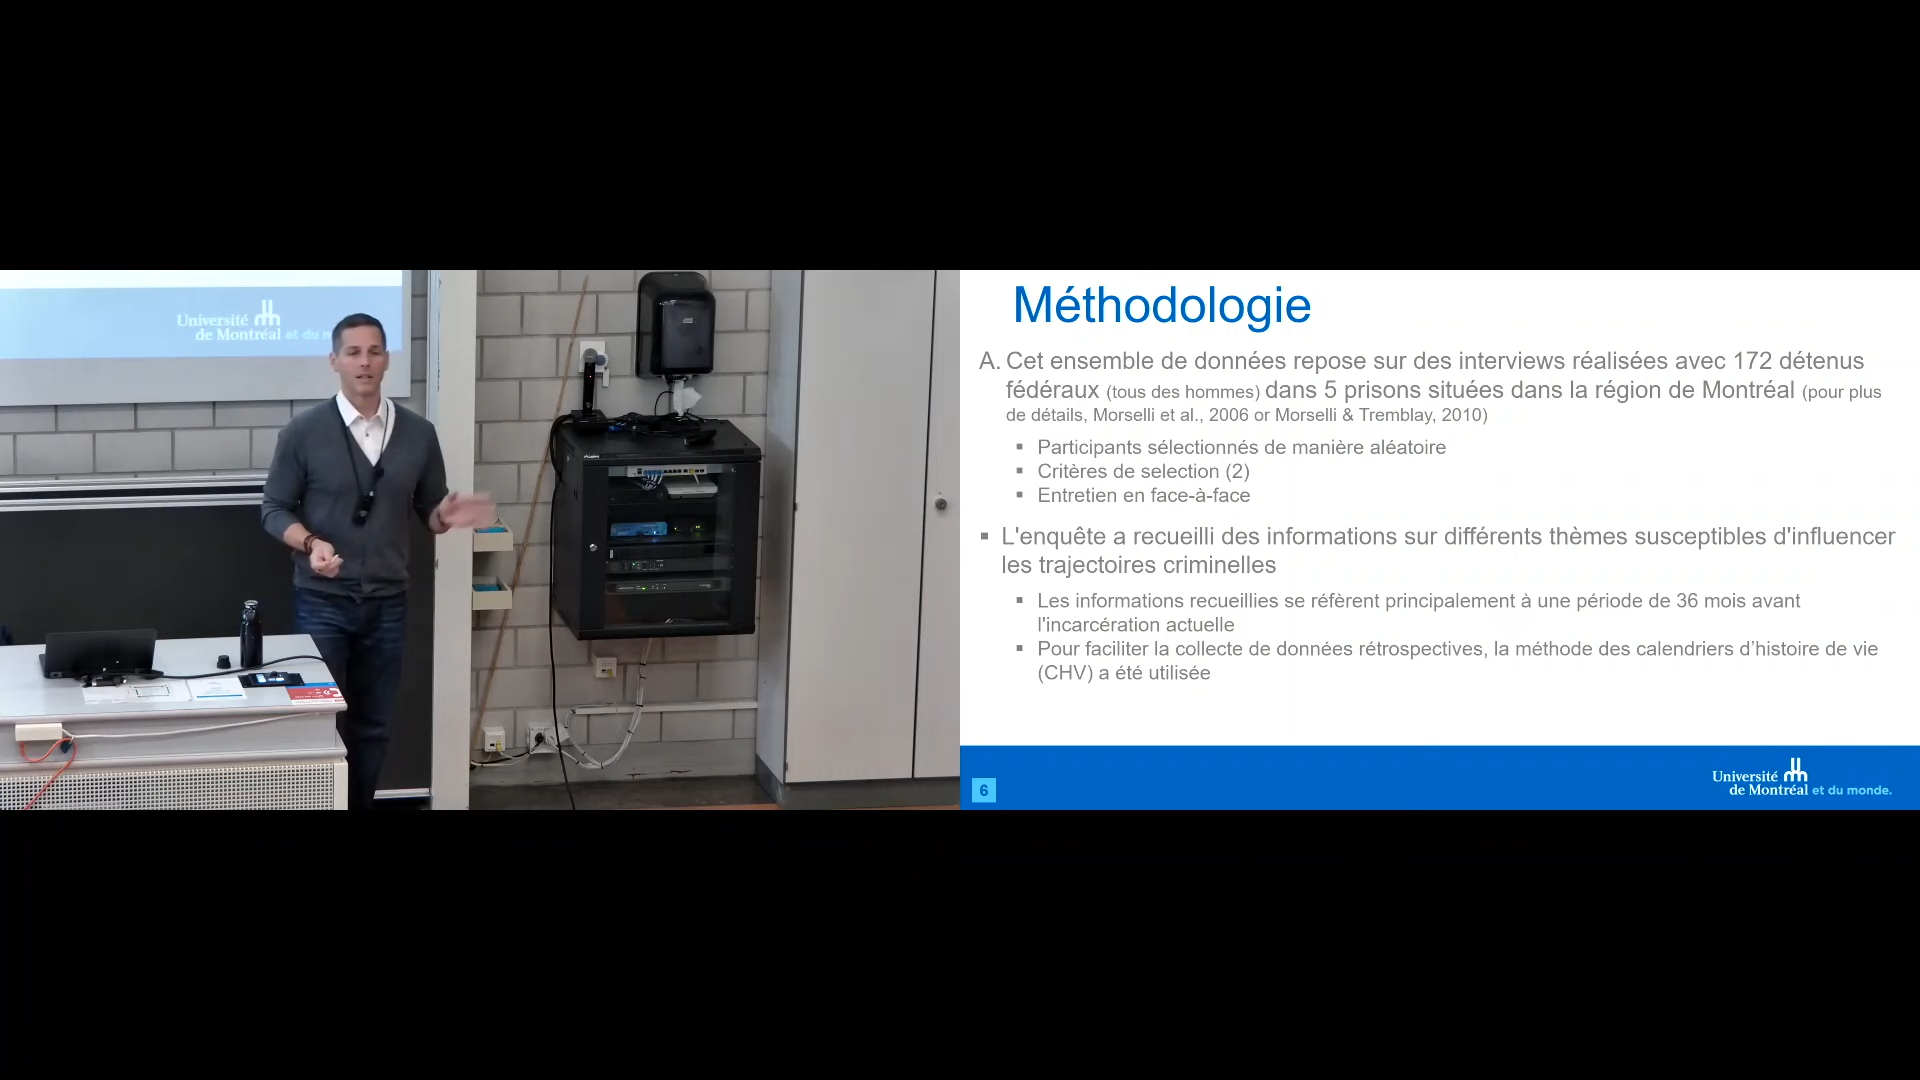 Université
de Montréal et du m
Méthodologie
A. Cet ensemble de données repose sur des interviews réalisées avec 172 détenus
fédéraux (tous des hommes) dans 5 prisons situées dans la région de Montréal (pour plus
de détails, Morselli et al., 2006 or Morselli & Tremblay, 2010)
▪ Participants sélectionnés de manière aléatoire
▪ Critères de selection (2)
▪ Entretien en face-à-face
▪ L'enquête a recueilli des informations sur différents thèmes susceptibles d'influencer
les trajectoires criminelles
▪ Les informations recueillies se réfèrent principalement à une période de 36 mois avant
l'incarcération actuelle
▪ Pour faciliter la collecte de données rétrospectives, la méthode des calendriers d’histoire de vie
(CHV) a été utilisée
6
Université
de Montréal et du monde.